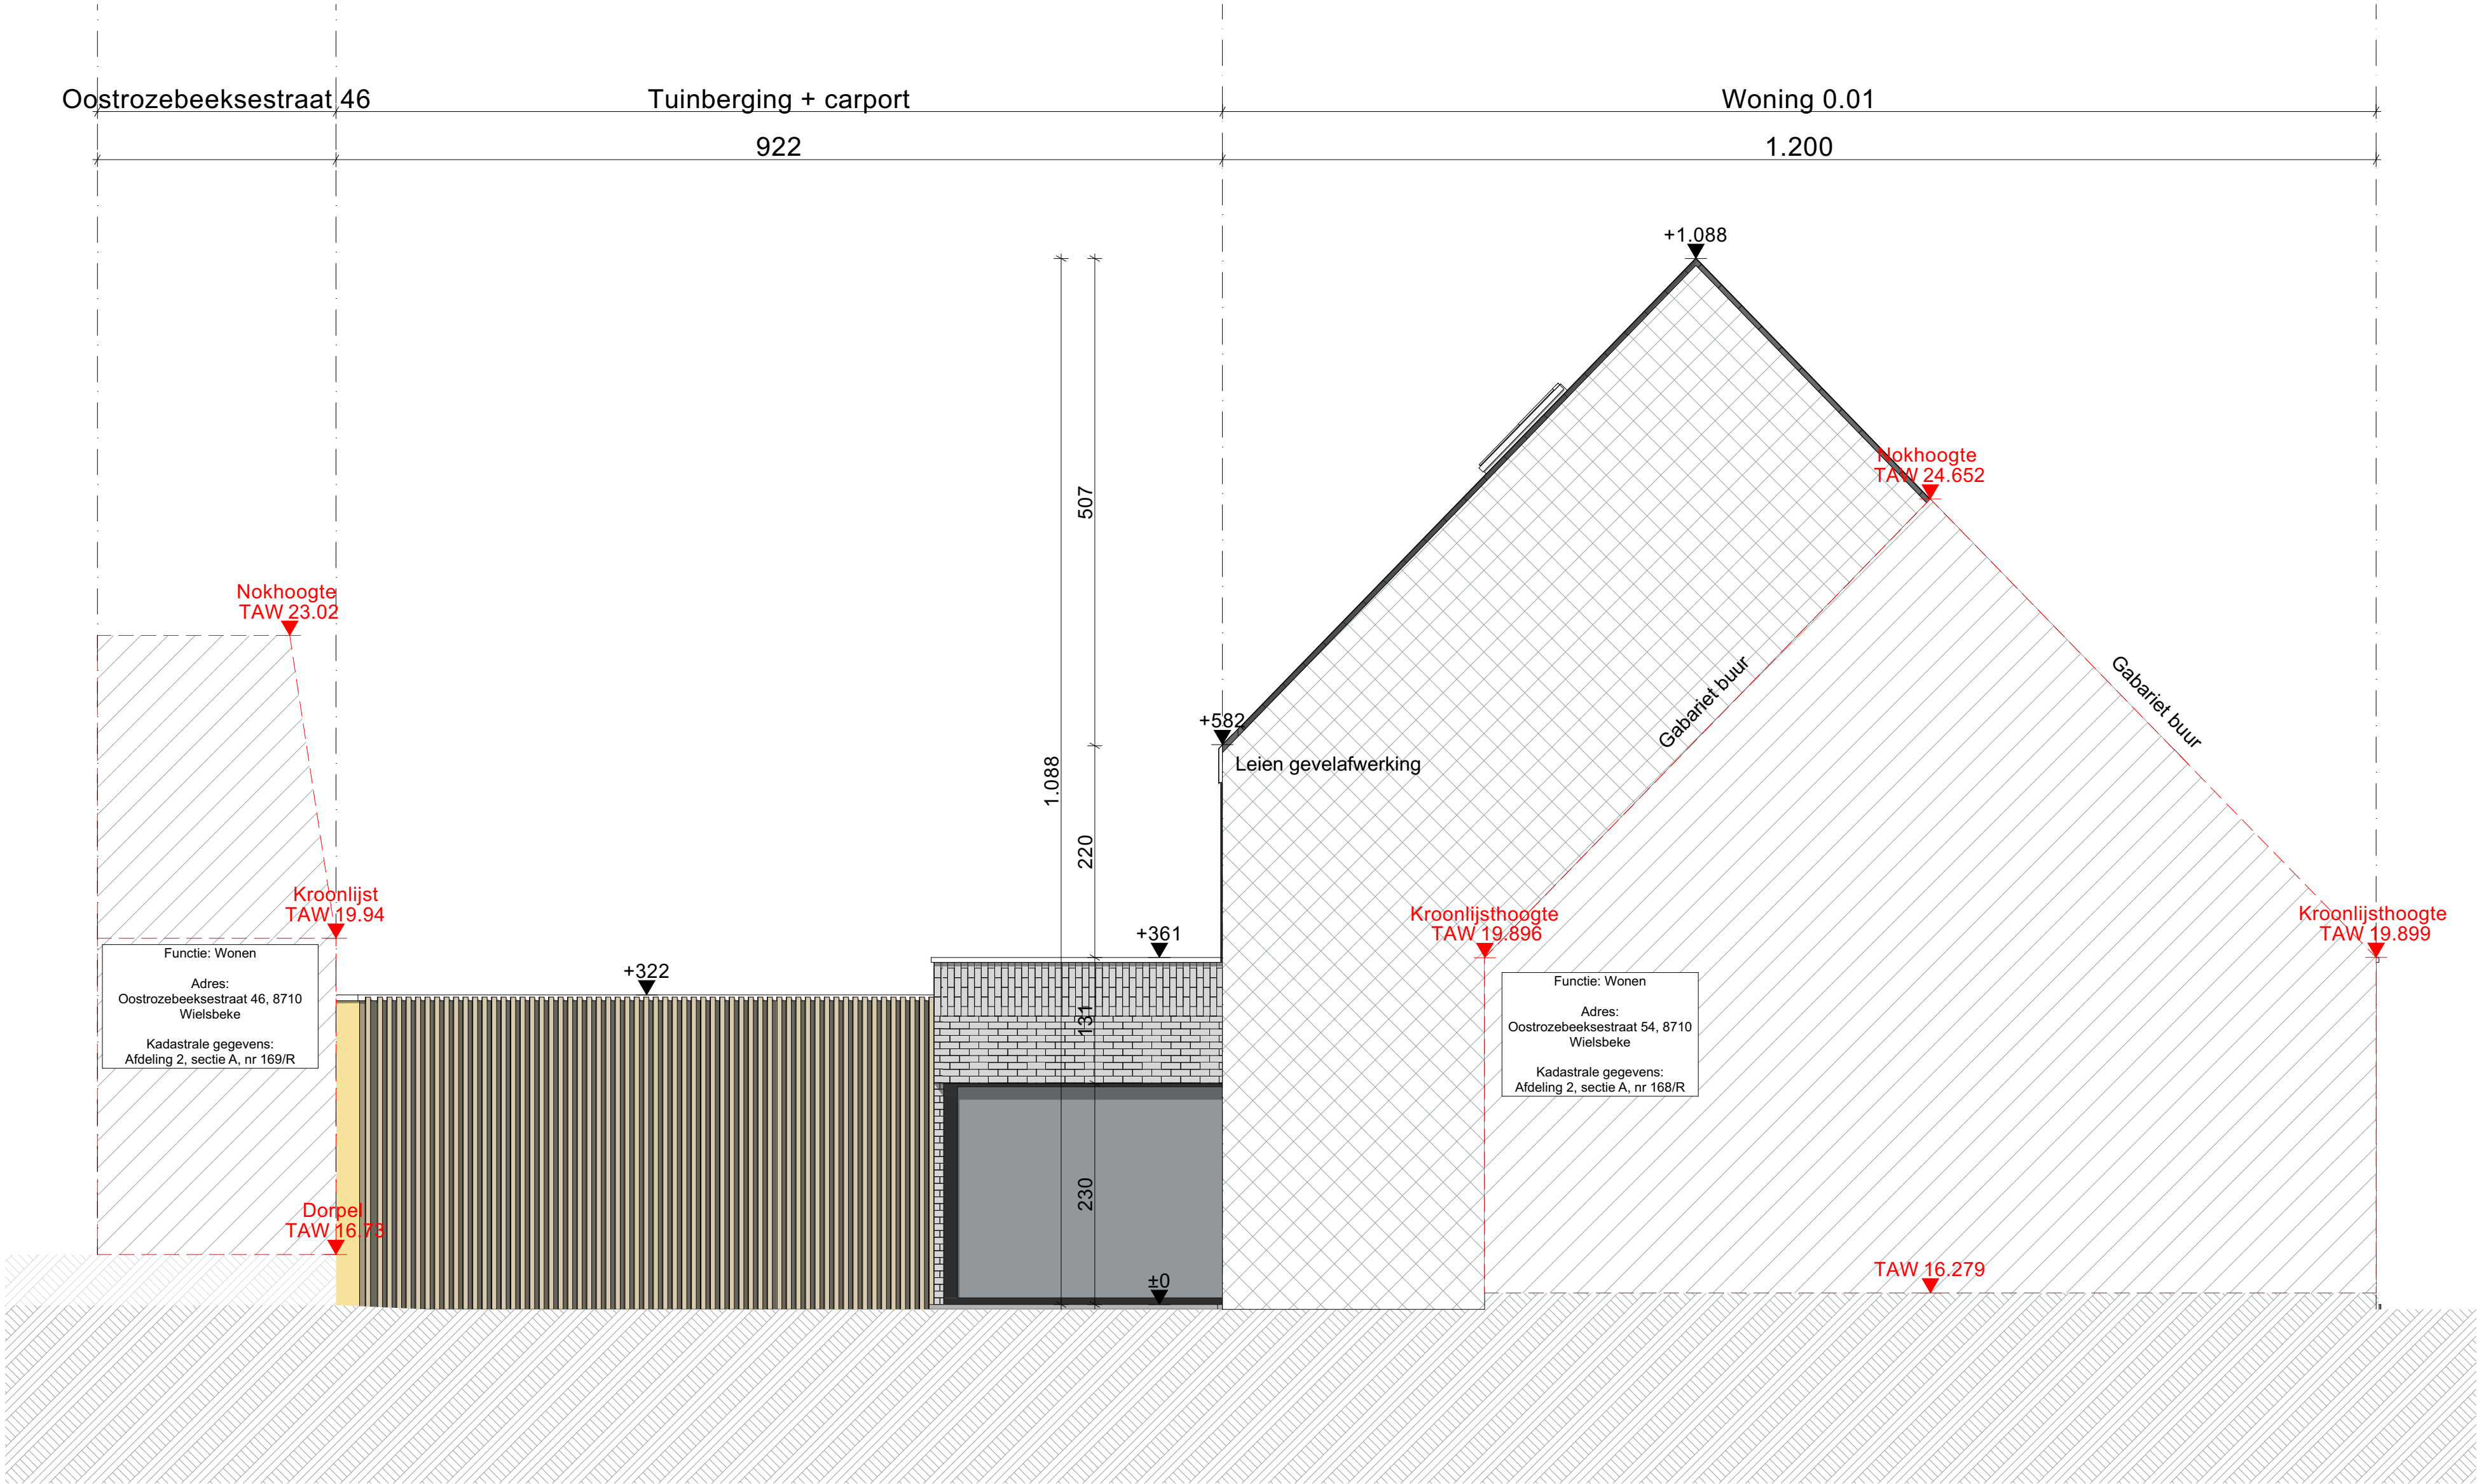 Oostrozebeeksestraat 46
Tuinberging + carport
Woning 0.01
922
1.200
+1.088
507
Nokhoogte
TAW 24.652
Nokhoogte
TAW 23.02
Gabariet buur
Gabariet buur
+582
Leien gevelafwerking
1.088
220
Kroonlijst
TAW 19.94
+361
Kroonlijsthoogte
TAW 19.896
Kroonlijsthoogte
TAW 19.899
+322
Functie: Wonen
Adres:
Oostrozebeeksestraat 46, 8710
Wielsbeke
Kadastrale gegevens:
Afdeling 2, sectie A, nr 169/R
131
Functie: Wonen
Adres:
Oostrozebeeksestraat 54, 8710
Wielsbeke
Kadastrale gegevens:
Afdeling 2, sectie A, nr 168/R
230
Dorpel
TAW 16.73
±0
TAW 16.279